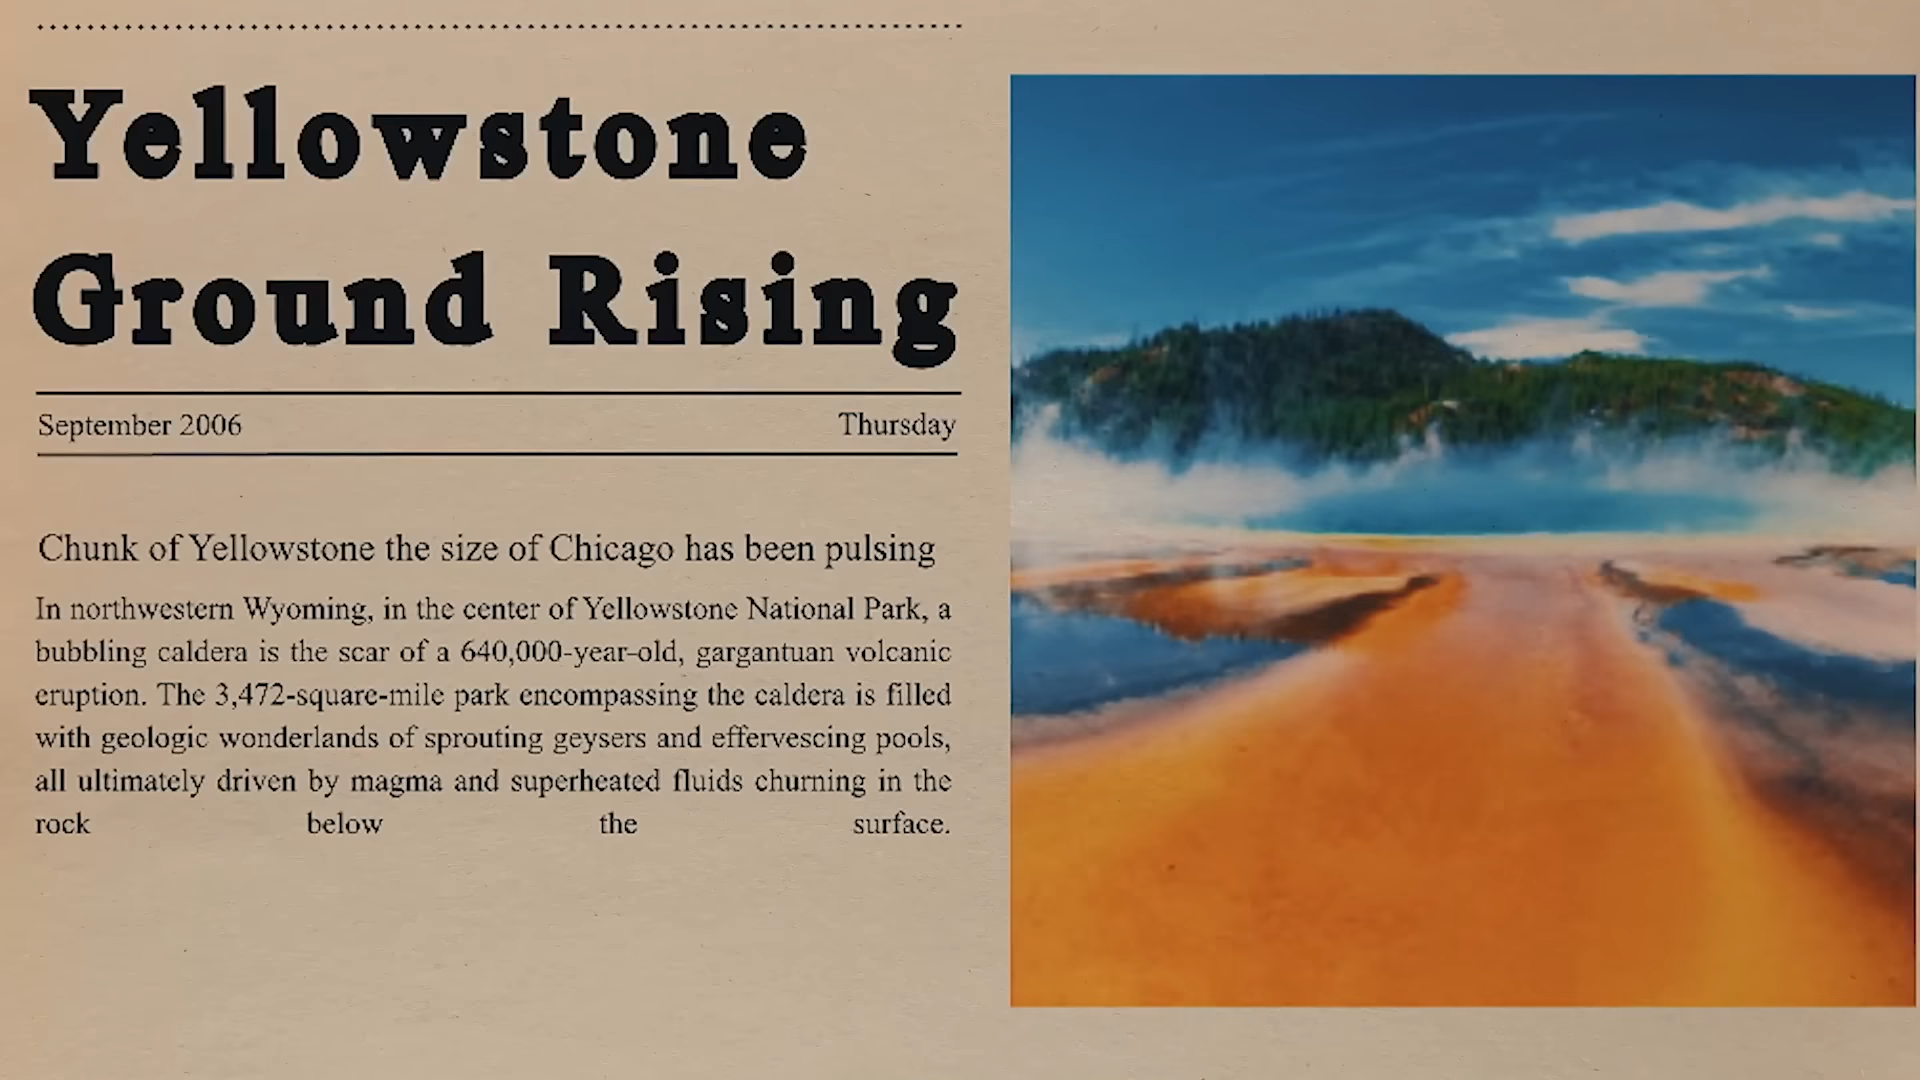 Yellowstone
Ground Rising
September 2006 Thursday
Chunk of Yellowstone the size of Chicago has been pulsing
In northwestern Wyoming, in the center of Yellowstone National Park, a
bubbling caldera is the scar of a 640,000-year-old, gargantuan volcanic
eruption. The 3,472-square-mile park encompassing the caldera is filled
with geologic wonderlands of sprouting geysers and effervescing pools,
all ultimately driven by magma and superheated fluids churning in the
rock below the surface.